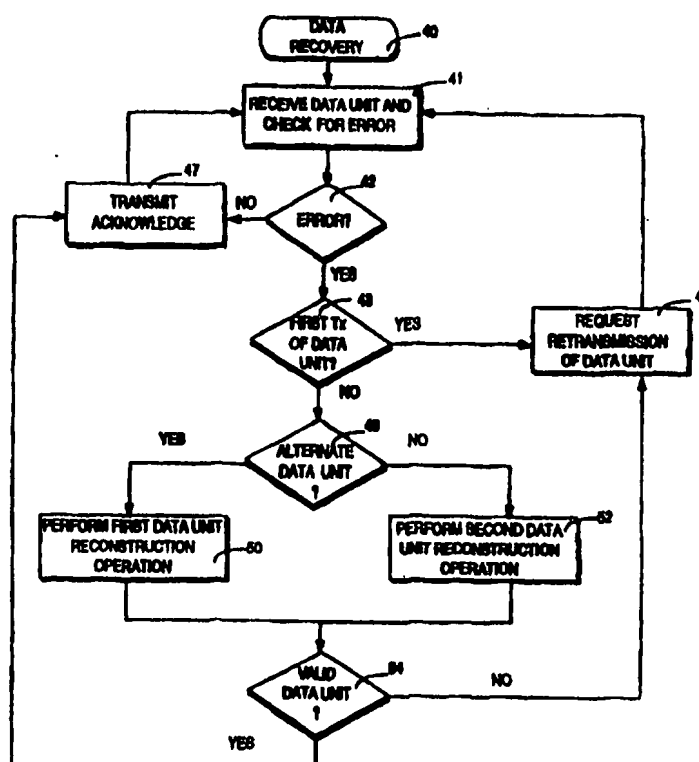 DATA
RECOVERY
40
41
RECEIVE DATA UNIT AND
CHECK FOR ERROR
47
TRANSMIT
ACKNOWLEDGE
NO
42
ERROR?
YES
43
FIRST Tx
OF DATA
UNIT?
YES
REQUEST
RETRANSMISSION
OF DATA UNIT
NO
YES
ALTERNATE
DATA UNIT
?
NO
PERFORM FIRST DATA UNIT
RECONSTRUCTION
OPERATION
50
PERFORM SECOND DATA
UNIT RECONSTRUCTION
OPERATION
52
VALID
DATA UNIT
?
54
NO
YES